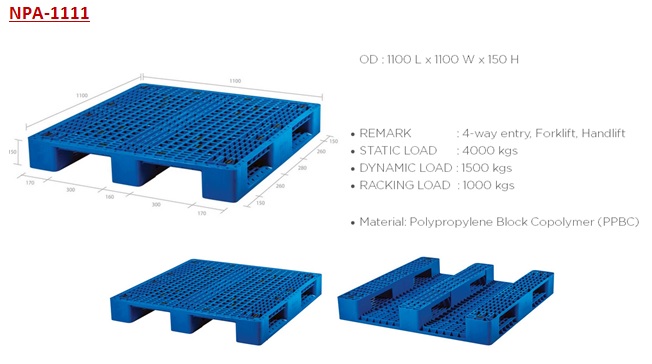 NPA-1111
OD : 1100 L x 1100 W x 150 H
1100
1100
150
170
300
160
300
170
150
260
280
260
150
• REMARK : 4-way entry, Forklift, Handlift
• STATIC LOAD : 4000 kgs
• DYNAMIC LOAD : 1500 kgs
• RACKING LOAD : 1000 kgs
• Material: Polypropylene Block Copolymer (PPBC)